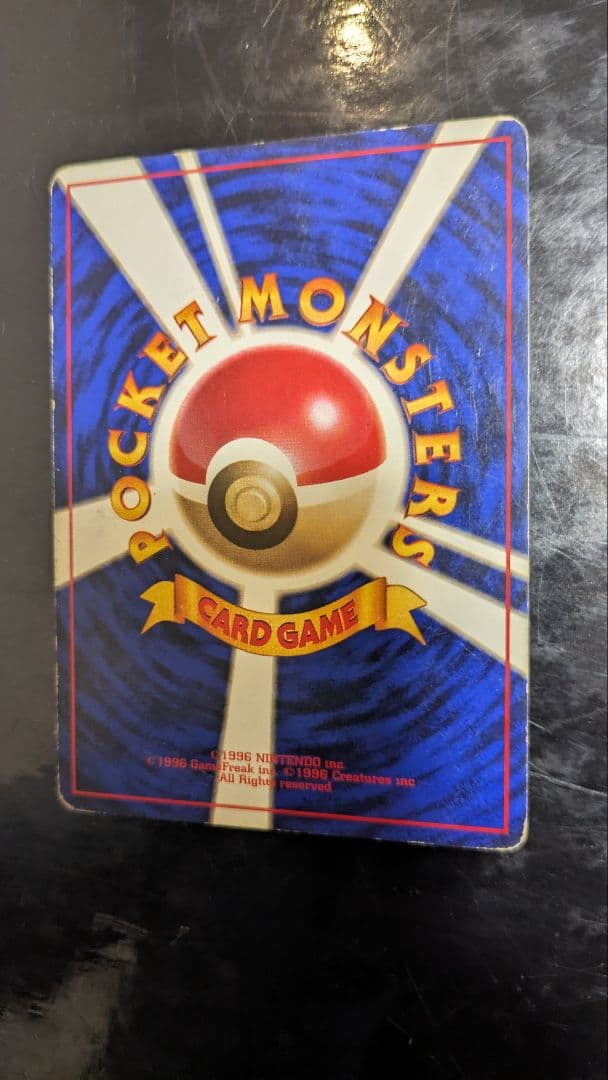 POCKET MONSTERS
CARD GAME
©1996 NINTENDO inc
©1996 GameFreak inc. ©1996 Creatures inc
All Rights reserved